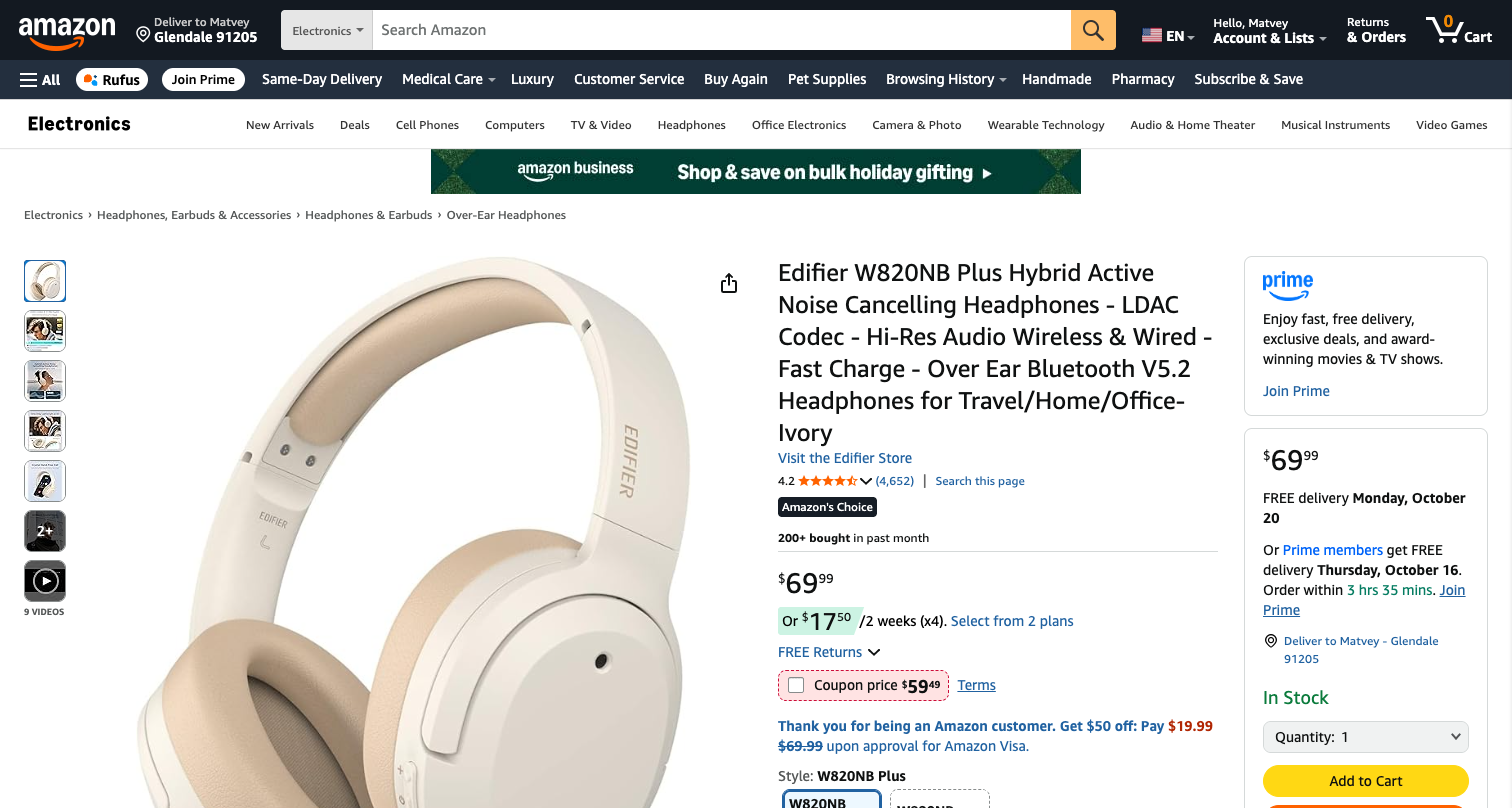 amazon
Deliver to Matvey
Glendale 91205
Electronics
Search Amazon
EN
Hello, Matvey
Account & Lists
Returns
& Orders
0
Cart
All
Rufus
Join Prime
Same-Day Delivery
Medical Care
Luxury
Customer Service
Buy Again
Pet Supplies
Browsing History
Handmade
Pharmacy
Subscribe & Save
Electronics
New Arrivals
Deals
Cell Phones
Computers
TV & Video
Headphones
Office Electronics
Camera & Photo
Wearable Technology
Audio & Home Theater
Musical Instruments
Video Games
amazon business
Shop & save on bulk holiday gifting ▸
Electronics › Headphones, Earbuds & Accessories › Headphones & Earbuds › Over-Ear Headphones
2+
9 VIDEOS
EDIFIER
EDIFIER
L
Edifier W820NB Plus Hybrid Active
Noise Cancelling Headphones - LDAC
Codec - Hi-Res Audio Wireless & Wired -
Fast Charge - Over Ear Bluetooth V5.2
Headphones for Travel/Home/Office-
Ivory
Visit the Edifier Store
4.2 (4,652) | Search this page
Amazon's Choice
200+ bought in past month
$69.99
Or $17.50 /2 weeks (x4). Select from 2 plans
FREE Returns
Coupon price $59.49 Terms
Thank you for being an Amazon customer. Get $50 off: Pay $19.99
$69.99 upon approval for Amazon Visa.
Style: W820NB Plus
W820NB
prime
Enjoy fast, free delivery,
exclusive deals, and award-
winning movies & TV shows.
Join Prime
$69.99
FREE delivery Monday, October
20
Or Prime members get FREE
delivery Thursday, October 16.
Order within 3 hrs 35 mins. Join
Prime
Deliver to Matvey - Glendale
91205
In Stock
Quantity: 1
Add to Cart